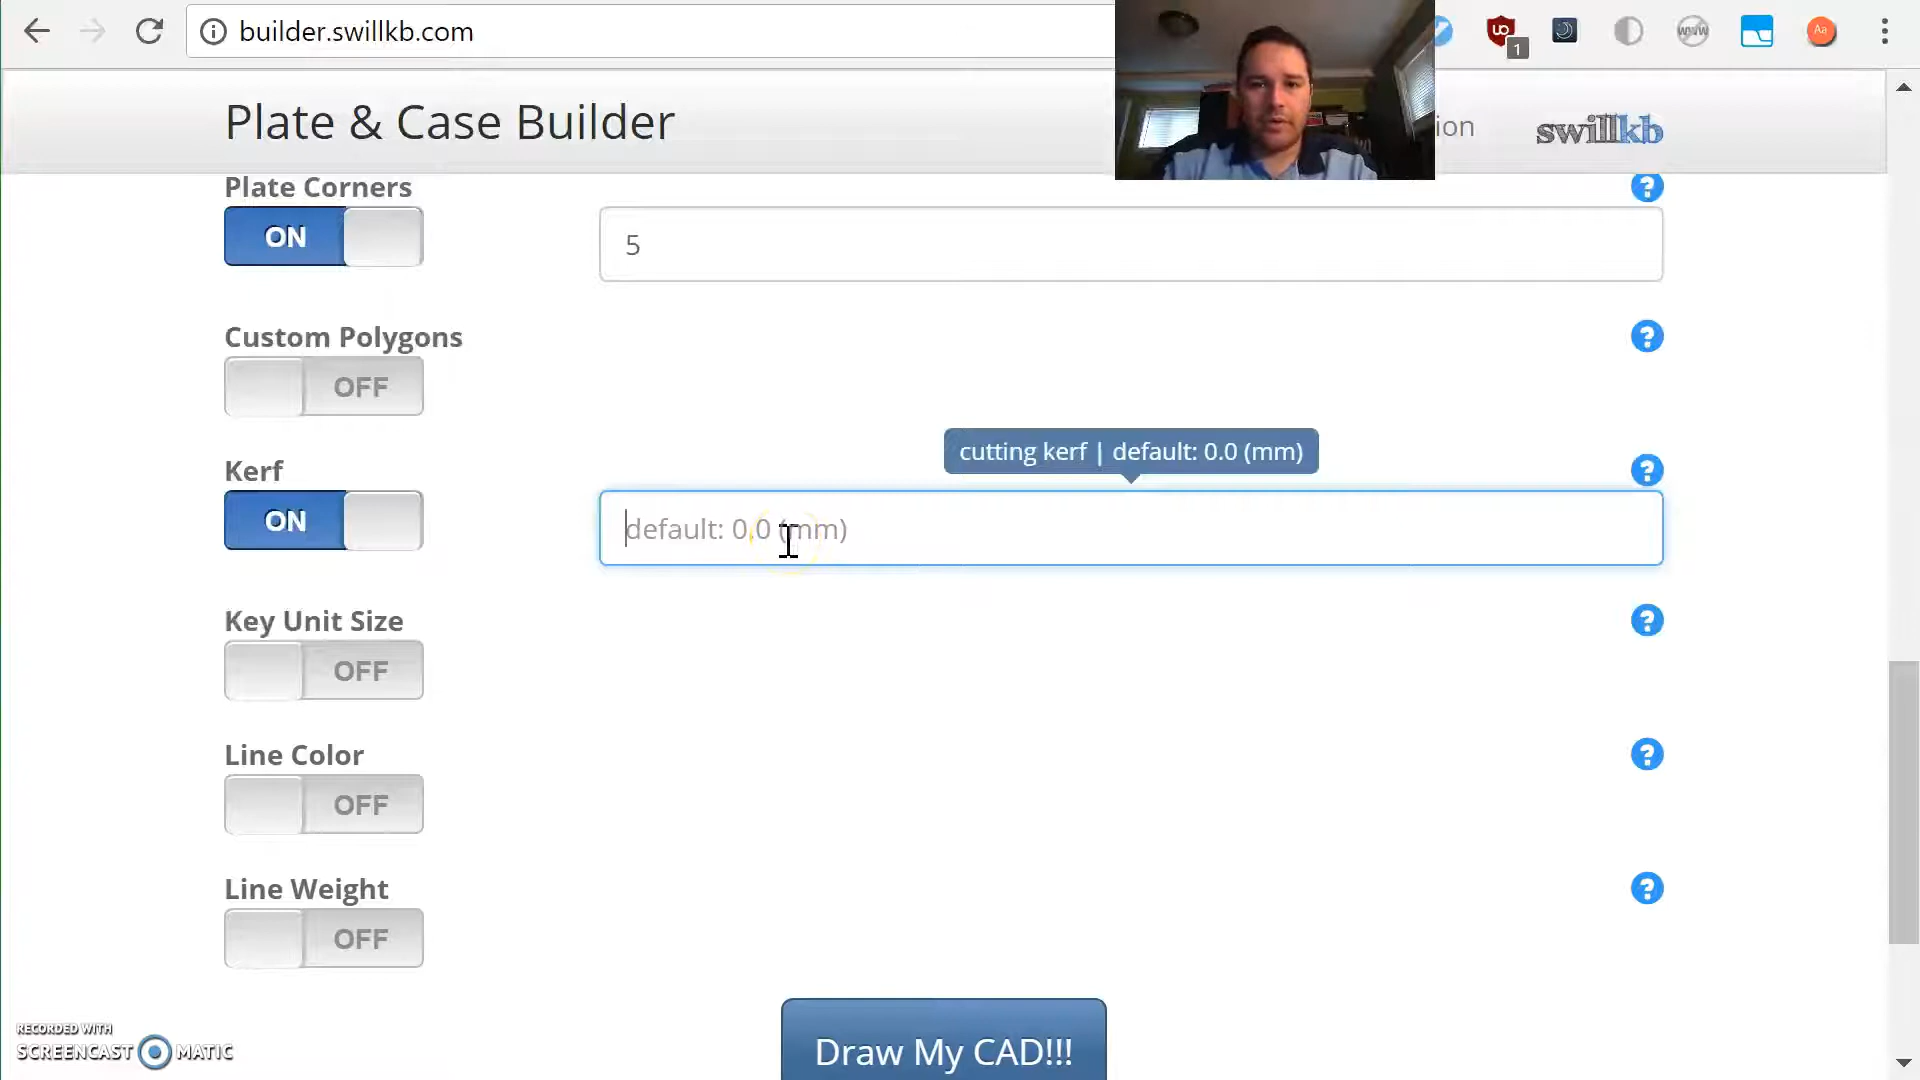 builder.swillkb.com
1
Aa
Plate & Case Builder
ion
swillkb
Plate Corners
?
ON
5
Custom Polygons
?
OFF
cutting kerf | default: 0.0 (mm)
Kerf
?
ON
default: 0.0 (mm)
Key Unit Size
?
OFF
Line Color
?
OFF
Line Weight
?
OFF
Draw My CAD!!!
RECORDED WITH
SCREENCAST MATIC